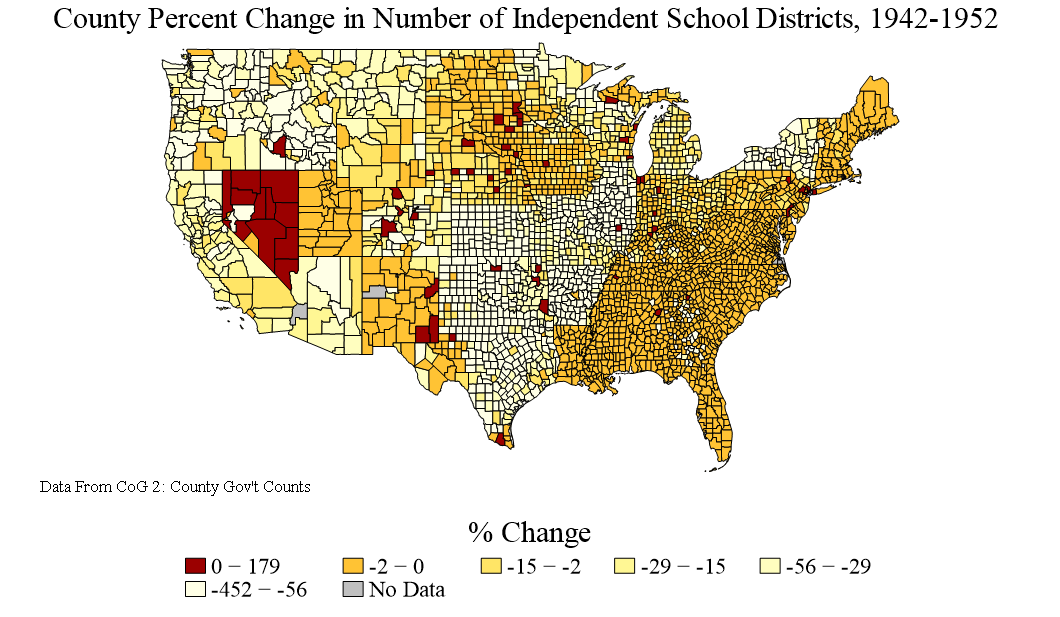 County Percent Change in Number of Independent School Districts, 1942-1952
Data From CoG 2: County Gov't Counts
% Change
0 − 179
-2 − 0
-15 − -2
-29 − -15
-56 − -29
-452 − -56
No Data